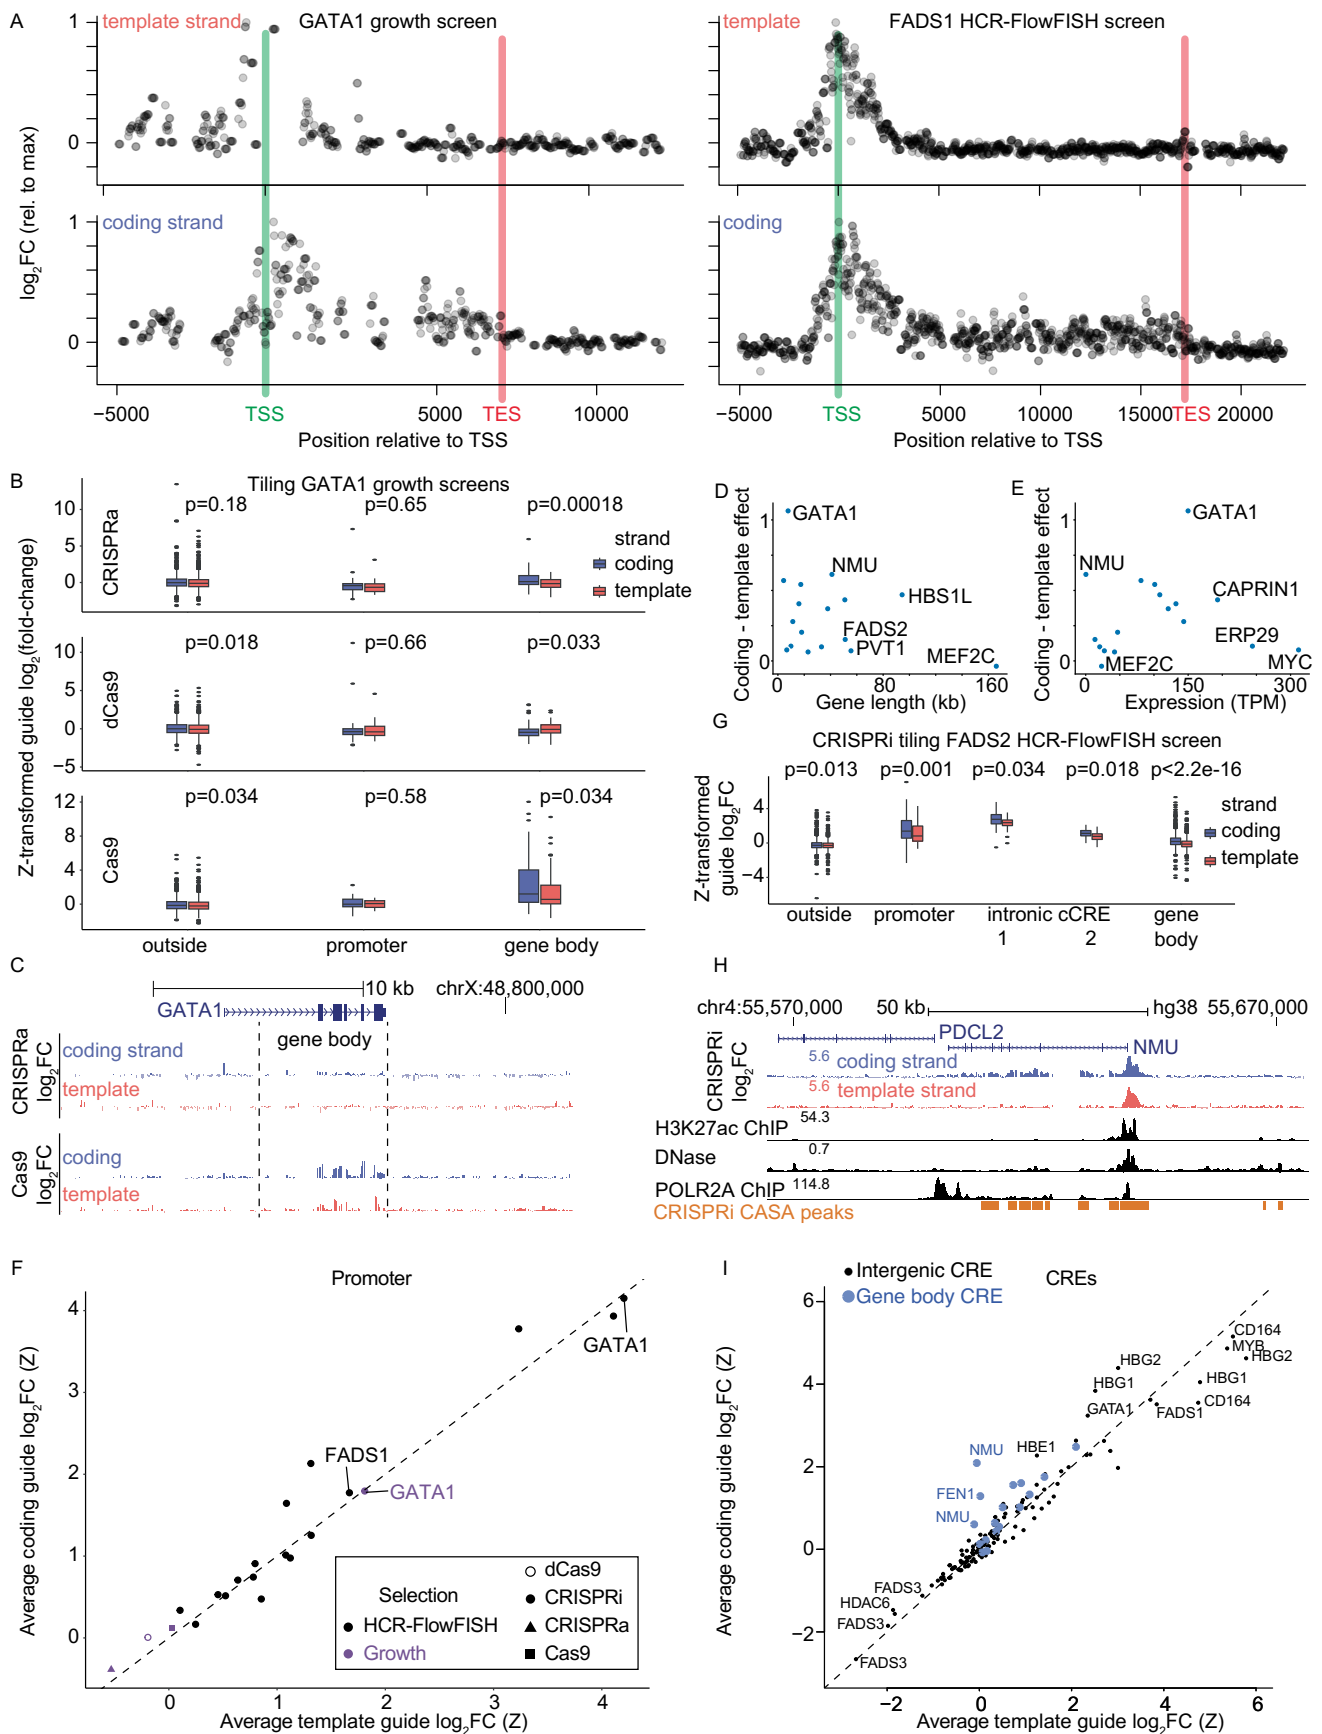 A
template strand
GATA1 growth screen
FADS1 HCR-FlowFISH screen
template
1
0
log2FC (rel. to max)
coding strand
coding
1
0
−5000
TSS
5000
TES
10000
Position relative to TSS
−5000
TSS
5000
10000
15000
TES
20000
Position relative to TSS
B
Tiling GATA1 growth screens
Z-transformed guide log2(fold-change)
CRISPRa
10
5
0
p=0.18
p=0.65
p=0.00018
strand
coding
template
dCas9
10
5
0
−5
p=0.018
p=0.66
p=0.033
Cas9
12
8
4
0
p=0.034
p=0.58
p=0.034
outside
promoter
gene body
D
Coding - template effect
1
0
GATA1
NMU
HBS1L
FADS2
PVT1
MEF2C
0
80
160
Gene length (kb)
E
Coding - template effect
1
0
GATA1
NMU
CAPRIN1
ERP29
MEF2C
MYC
0
150
300
Expression (TPM)
G
CRISPRi tiling FADS2 HCR-FlowFISH screen
p=0.013
p=0.001
p=0.034
p=0.018
p<2.2e-16
Z-transformed
guide log2FC
4
0
−4
strand
coding
template
outside
promoter
intronic cCRE
1
2
gene
body
C
10 kb
chrX:48,800,000
GATA1
gene body
CRISPRa
log2FC
coding strand
template
Cas9
log2FC
coding
template
H
chr4:55,570,000
50 kb
hg38
55,670,000
PDCL2
NMU
CRISPRi
log2FC
5.6
coding strand
5.6
template strand
54.3
H3K27ac ChIP
0.7
DNase
114.8
POLR2A ChIP
CRISPRi CASA peaks
F
Promoter
Average coding guide log2FC (Z)
4
3
2
1
0
GATA1
FADS1
GATA1
Selection
HCR-FlowFISH
Growth
dCas9
CRISPRi
CRISPRa
Cas9
0
1
2
3
4
Average template guide log2FC (Z)
I
Intergenic CRE
Gene body CRE
CREs
Average coding guide log2FC (Z)
6
4
2
0
−2
CD164
MYB
HBG2
HBG2
HBG1
HBG1
CD164
GATA1
FADS1
HBE1
NMU
FEN1
NMU
FADS3
HDAC6
FADS3
FADS3
−2
0
2
4
6
Average template guide log2FC (Z)